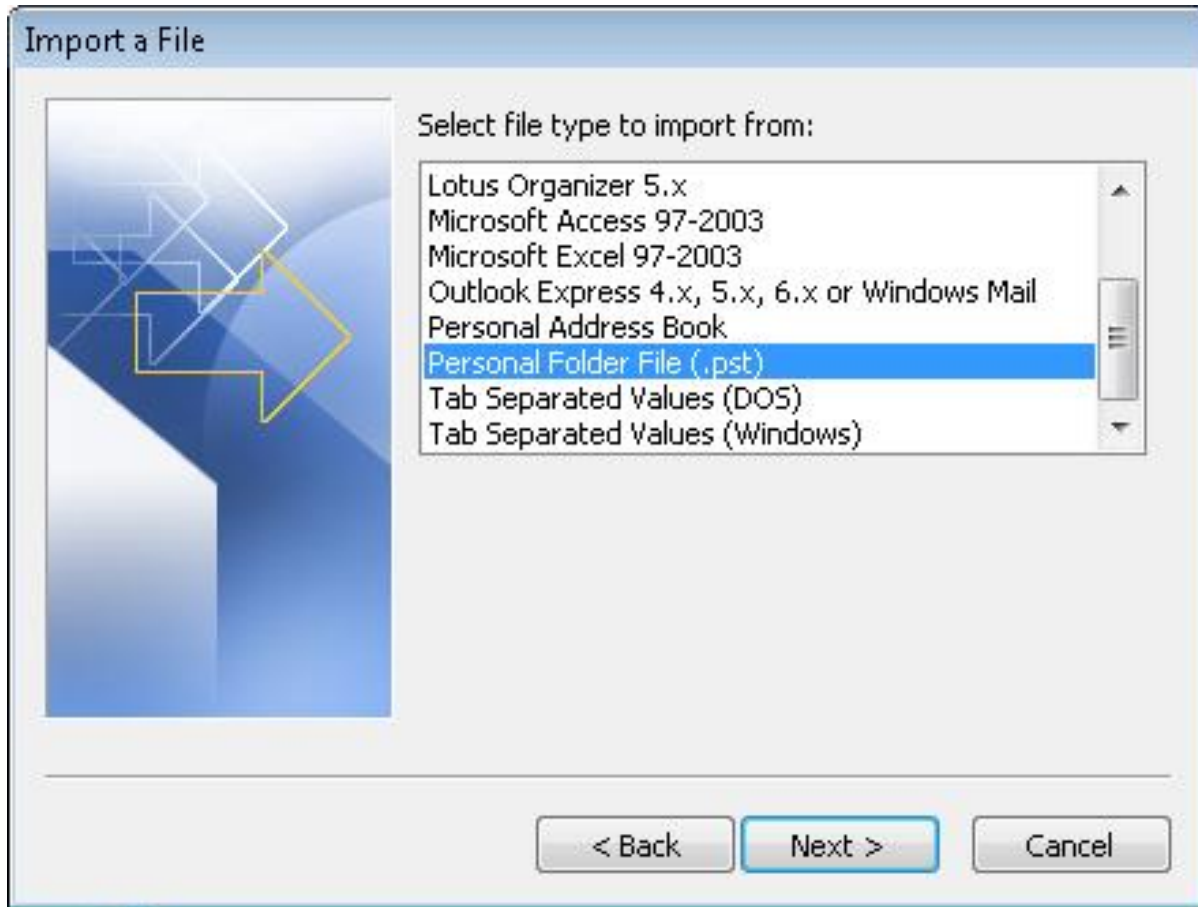 Import a File
Select file type to import from:
Lotus Organizer 5.x
Microsoft Access 97-2003
Microsoft Excel 97-2003
Outlook Express 4.x, 5.x, 6.x or Windows Mail
Personal Address Book
Personal Folder File (.pst)
Tab Separated Values (DOS)
Tab Separated Values (Windows)
< Back Next > Cancel